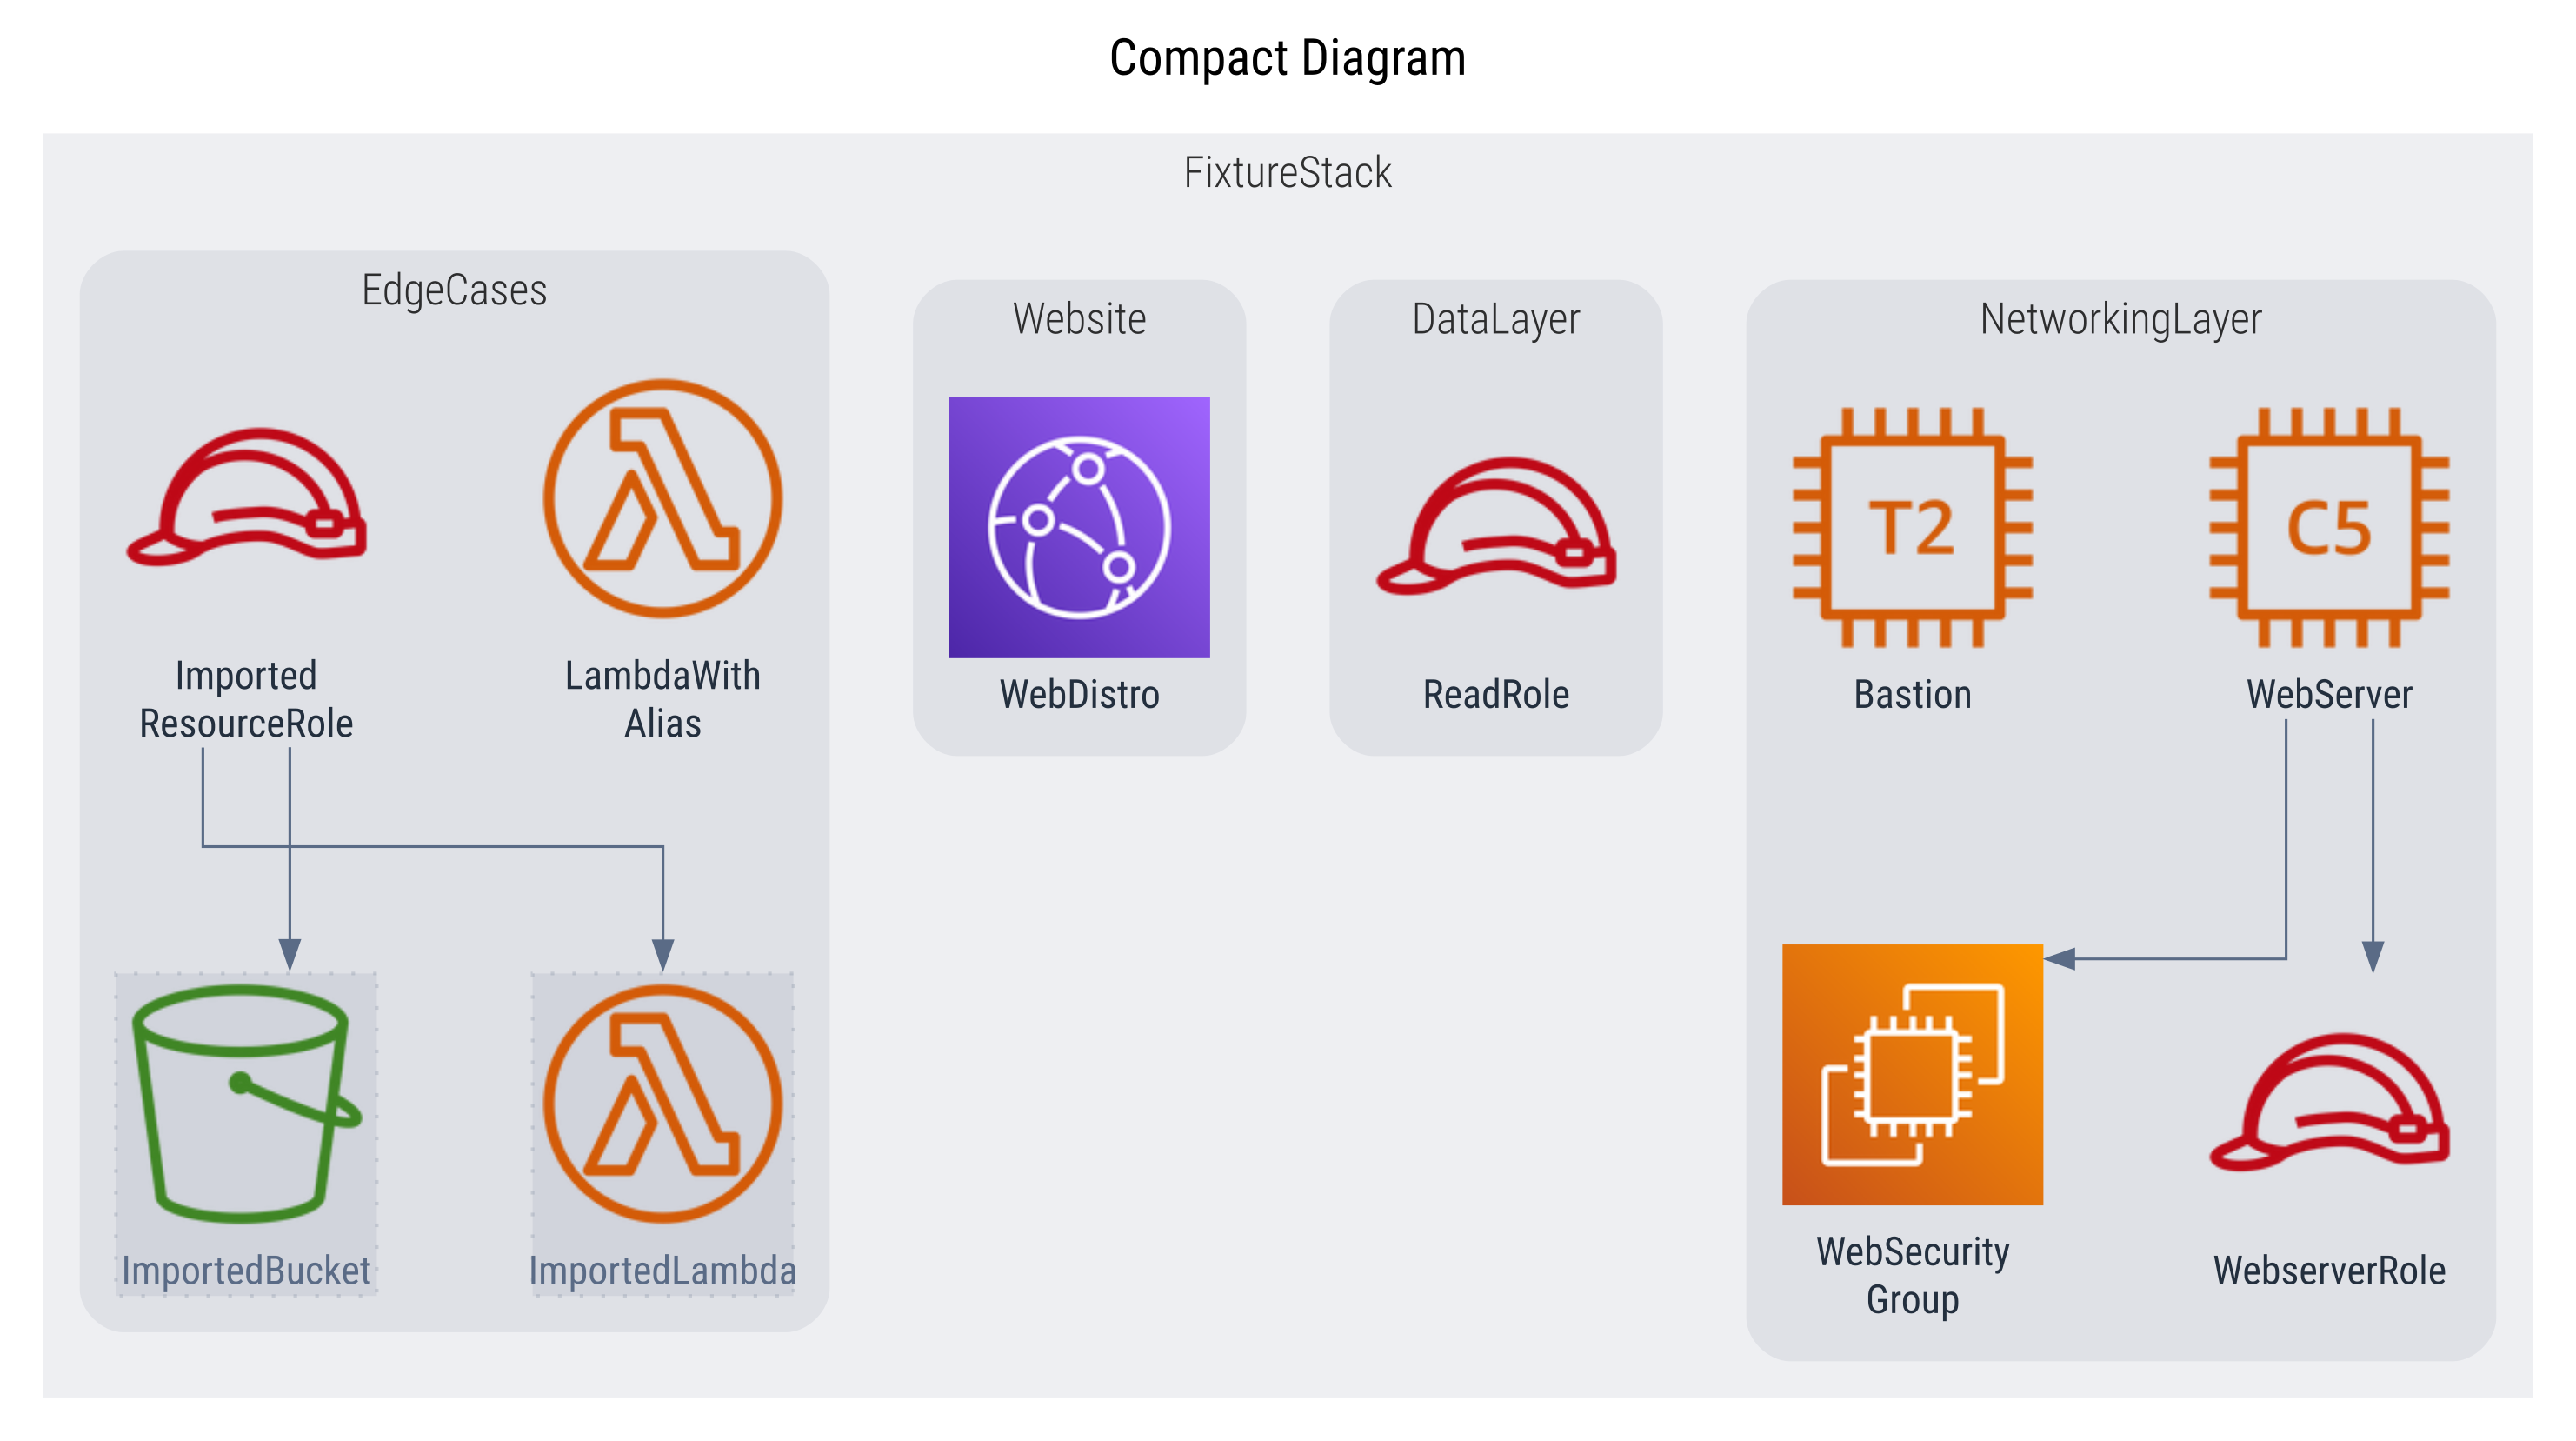 Compact Diagram
FixtureStack
EdgeCases
Imported
ResourceRole
LambdaWith
Alias
ImportedBucket
ImportedLambda
Website
WebDistro
DataLayer
ReadRole
NetworkingLayer
T2
Bastion
C5
WebServer
WebSecurity
Group
WebserverRole